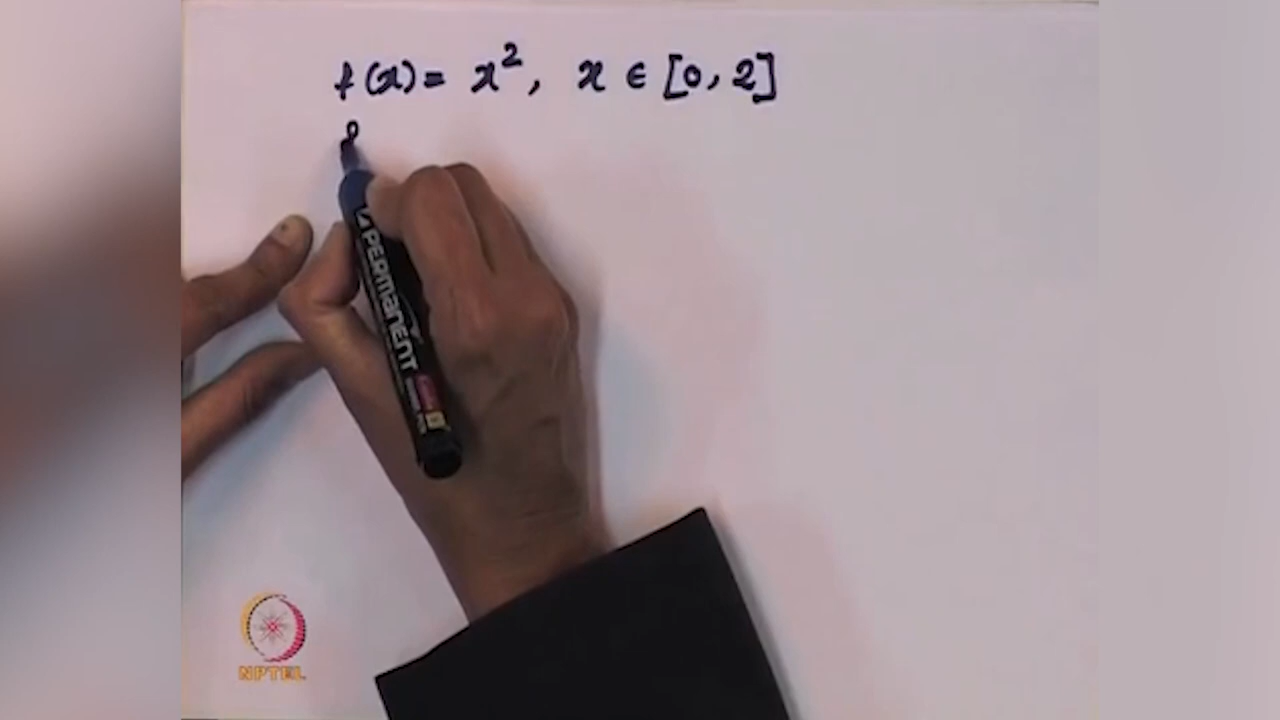 f(x) = x², x ∈ [0, 2]
PERMANENT
NPTEL